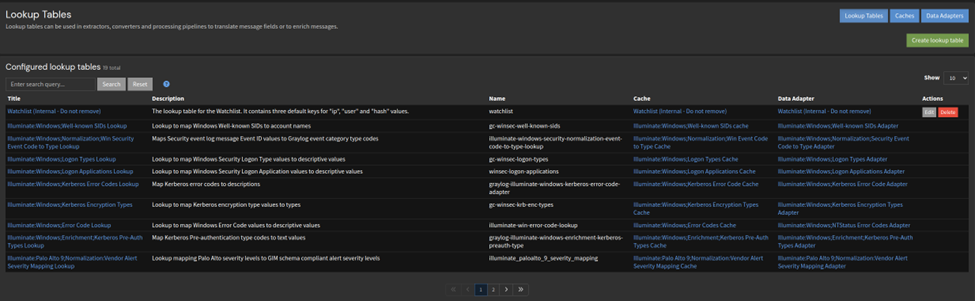 Lookup Tables
Lookup Tables Caches Data Adapters
Lookup tables can be used in extractors, converters and processing pipelines to translate message fields or to enrich messages.
Create lookup table
Configured lookup tables 19 total
Enter search query... Search Reset
Show 10
Title Description Name Cache Data Adapter Actions
Watchlist (Internal - Do not remove) The lookup table for the Watchlist. It contains three default keys for "ip", "user" and "hash" values. watchlist Watchlist (Internal - Do not remove) Watchlist (Internal - Do not remove) Edit Delete
Illuminate:Windows;Well-known SIDs Lookup Lookup to map Windows Well-known SIDs to account names gc-winsec-well-known-sids Illuminate:Windows;Well-known SIDs cache Illuminate:Windows;Well-known SIDs Adapter
Illuminate:Windows;Normalization;Win Security Maps Security event log message Event ID values to Graylog event category type codes illuminate-windows-security-normalization-event- Illuminate:Windows;Normalization;Win Event Code Illuminate:Windows;Normalization;Security Event
Event Code to Type Lookup code-to-type-lookup to Type Cache Code to Type Adapter
Illuminate:Windows;Logon Types Lookup Lookup to map Windows Security Logon Type values to descriptive values gc-winsec-logon-types Illuminate:Windows;Logon Types Cache Illuminate:Windows;Logon Types Adapter
Illuminate:Windows;Logon Applications Lookup Lookup to map Windows Security Logon Application values to descriptive values winsec-logon-applications Illuminate:Windows;Logon Applications Cache Illuminate:Windows;Logon Applications Adapter
Illuminate:Windows;Kerberos Error Codes Lookup Map Kerberos error codes to descriptions graylog-illuminate-windows-kerberos-error-code- Illuminate:Windows;Kerberos Error Code Cache Illuminate:Windows;Kerberos Error Code Adapter
adapter
Illuminate:Windows;Kerberos Encryption Types Lookup to map Kerberos encryption type values to types gc-winsec-krb-enc-types Illuminate:Windows;Kerberos Encryption Types Illuminate:Windows;Kerberos Encryption Types
Cache Adapter
Illuminate:Windows;Error Code Lookup Lookup to map Windows Error Code values to descriptive values illuminate-win-error-code-lookup Illuminate:Windows;Error Codes Cache Illuminate:Windows;NTStatus Error Codes Adapter
Illuminate:Windows;Enrichment;Kerberos Pre-Auth Map Kerberos Pre-authentication type codes to text values graylog-illuminate-windows-enrichment-kerberos- Illuminate:Windows;Enrichment;Kerberos Pre-Auth Illuminate:Windows;Enrichment;Kerberos Pre-Auth
Types Lookup preauth-type Types Cache Types Adapter
Illuminate:Palo Alto 9;Normalization:Vendor Alert Lookup mapping Palo Alto severity levels to GIM schema compliant alert severity levels illuminate_paloalto_9_severity_mapping Illuminate:Palo Alto 9;Normalization:Vendor Alert Illuminate:Palo Alto 9;Normalization:Vendor Alert
Severity Mapping Lookup Severity Mapping Cache Severity Mapping Adapter
1 2